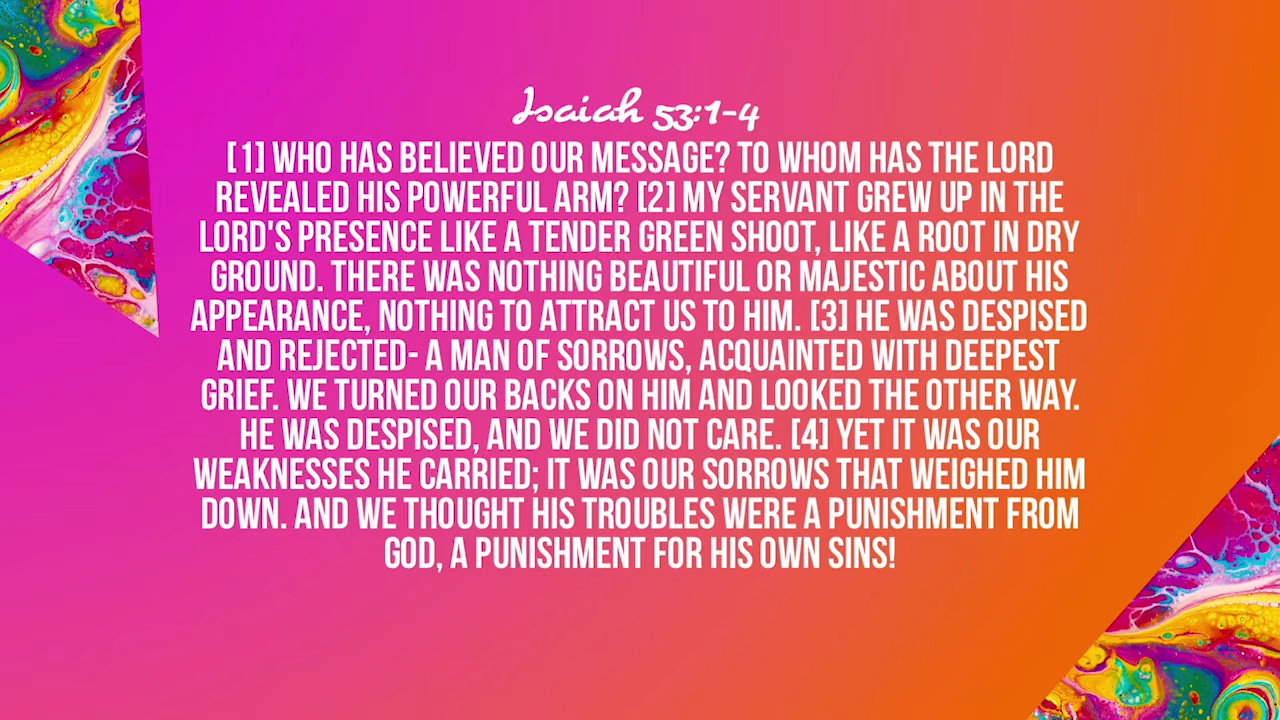 Isaiah 53:1-4
[1] WHO HAS BELIEVED OUR MESSAGE? TO WHOM HAS THE LORD
REVEALED HIS POWERFUL ARM? [2] MY SERVANT GREW UP IN THE
LORD'S PRESENCE LIKE A TENDER GREEN SHOOT, LIKE A ROOT IN DRY
GROUND. THERE WAS NOTHING BEAUTIFUL OR MAJESTIC ABOUT HIS
APPEARANCE, NOTHING TO ATTRACT US TO HIM. [3] HE WAS DESPISED
AND REJECTED- A MAN OF SORROWS, ACQUAINTED WITH DEEPEST
GRIEF. WE TURNED OUR BACKS ON HIM AND LOOKED THE OTHER WAY.
HE WAS DESPISED, AND WE DID NOT CARE. [4] YET IT WAS OUR
WEAKNESSES HE CARRIED; IT WAS OUR SORROWS THAT WEIGHED HIM
DOWN. AND WE THOUGHT HIS TROUBLES WERE A PUNISHMENT FROM
GOD, A PUNISHMENT FOR HIS OWN SINS!